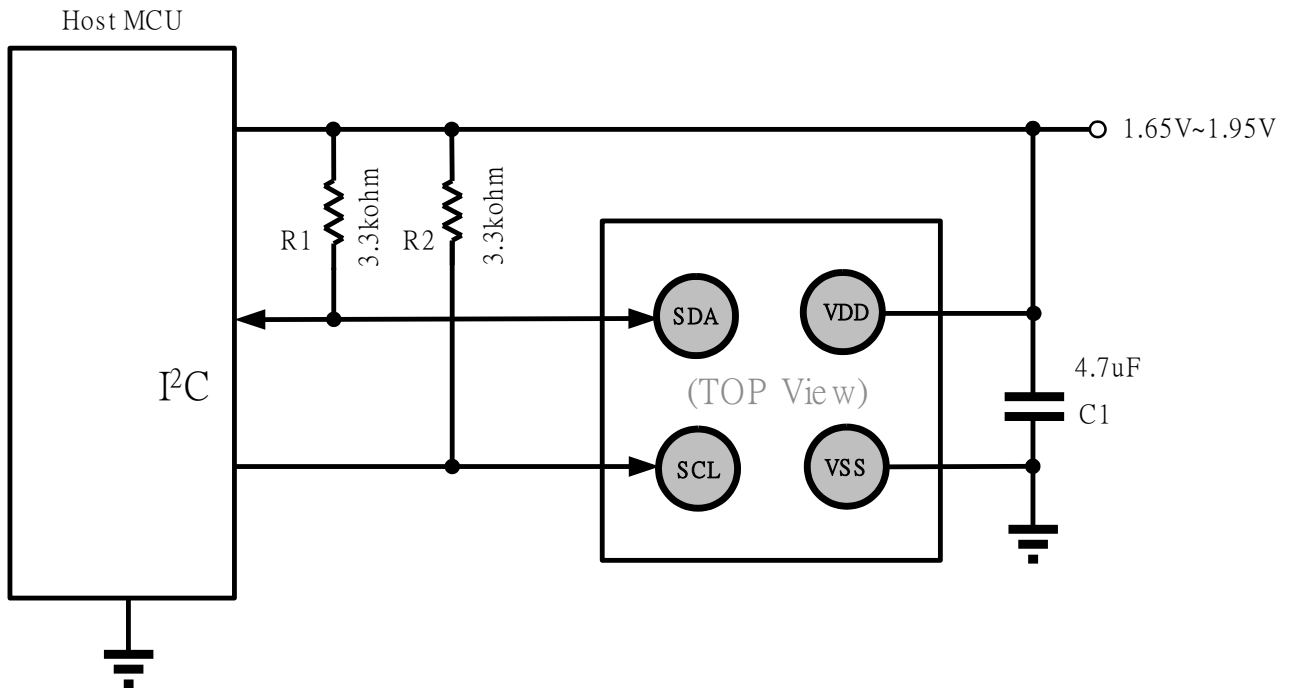 Host MCU
1.65V~1.95V
R1
3.3kohm
R2
3.3kohm
SDA
VDD
I²C
(TOP View)
4.7uF
C1
SCL
VSS